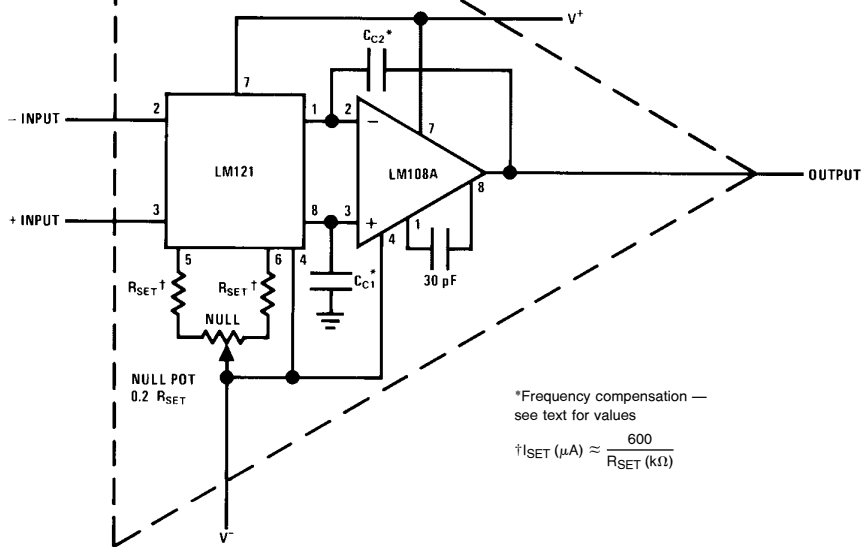 V⁺
C_C2*
7
2
1
2
− INPUT
−
7
LM121
LM108A
OUTPUT
8
3
8
3
+ INPUT
+
1
4
5
6
4
R_SET†
R_SET†
C_C1*
30 pF
NULL
NULL POT
0.2 R_SET
*Frequency compensation —
see text for values
†I_SET (μA) ≈ 600 / R_SET (kΩ)
V⁻